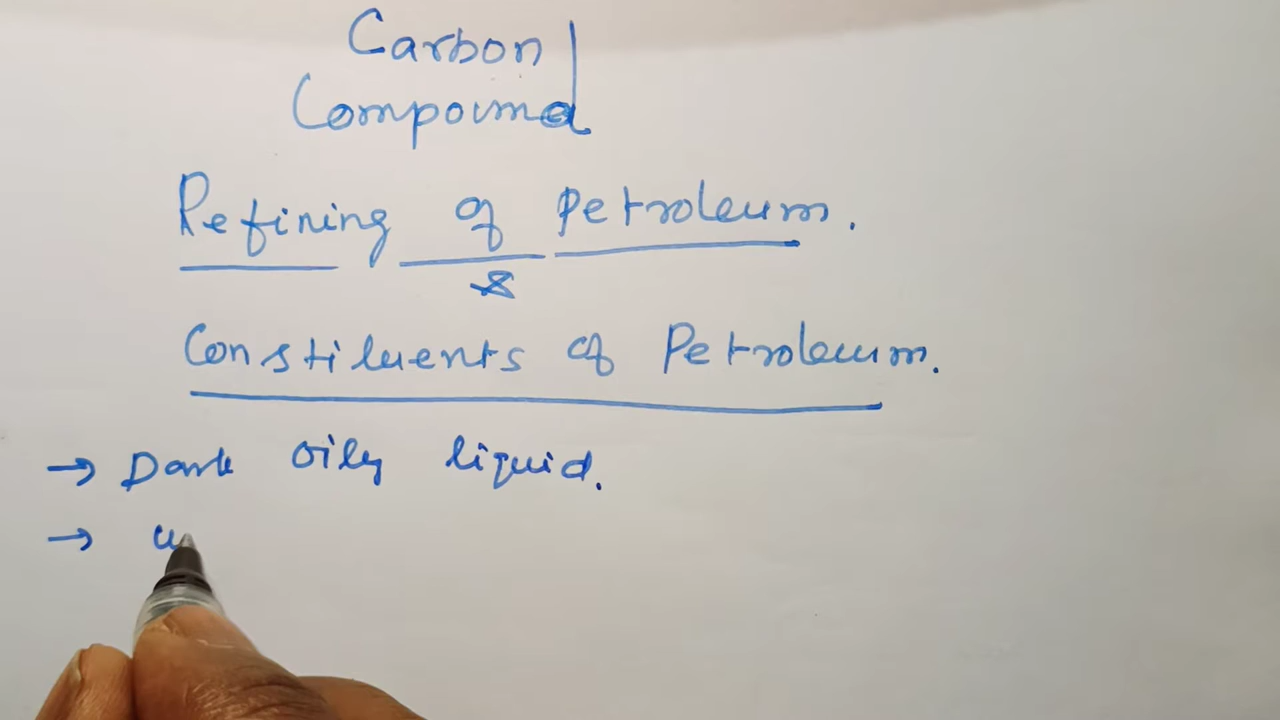 Carbon
Compound
Refining of Petroleum.
&
Constituents of Petroleum.
→ Dark oily liquid.
→